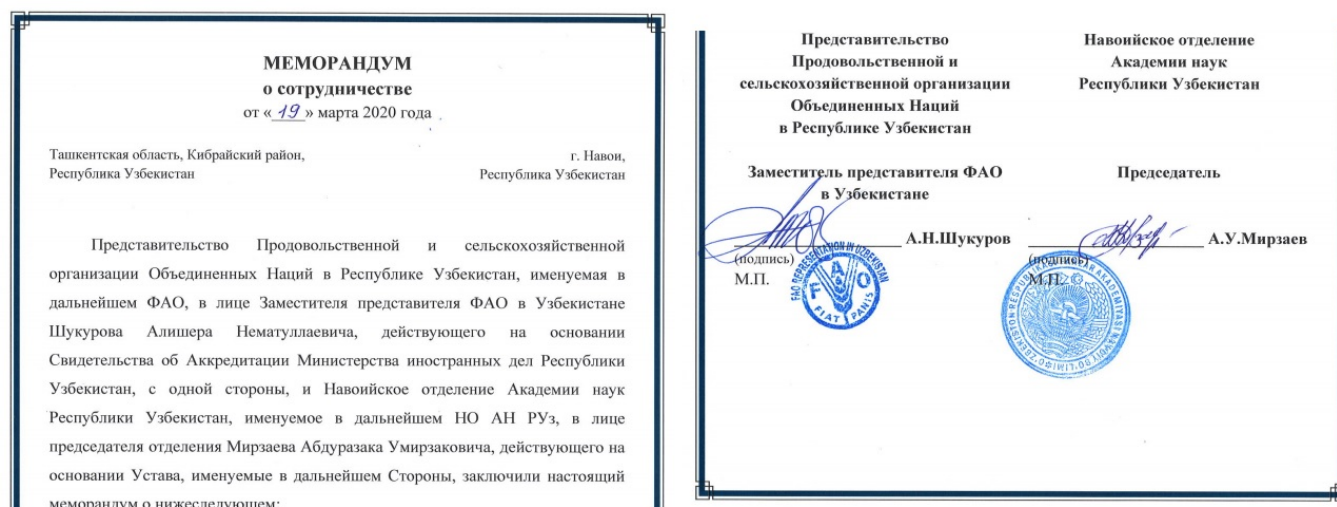 МЕМОРАНДУМ
о сотрудничестве
от «19» марта 2020 года
Ташкентская область, Кибрайский район,
Республика Узбекистан
г. Навои,
Республика Узбекистан
Представительство Продовольственной и сельскохозяйственной
организации Объединенных Наций в Республике Узбекистан, именуемая в
дальнейшем ФАО, в лице Заместителя представителя ФАО в Узбекистане
Шукурова Алишера Нематуллаевича, действующего на основании
Свидетельства об Аккредитации Министерства иностранных дел Республики
Узбекистан, с одной стороны, и Навоийское отделение Академии наук
Республики Узбекистан, именуемое в дальнейшем НО АН РУз, в лице
председателя отделения Мирзаева Абдуразака Умирзаковича, действующего на
основании Устава, именуемые в дальнейшем Стороны, заключили настоящий
меморандум о нижеследующем:
Представительство
Продовольственной и
сельскохозяйственной организации
Объединенных Наций
в Республике Узбекистан
Заместитель представителя ФАО
в Узбекистане
А.Н.Шукуров
(подпись)
М.П.
FAO REPRESENTATION IN UZBEKISTAN
FAO
FIAT PANIS
Навоийское отделение
Академии наук
Республики Узбекистан
Председатель
А.У.Мирзаев
(подпись)
М.П.